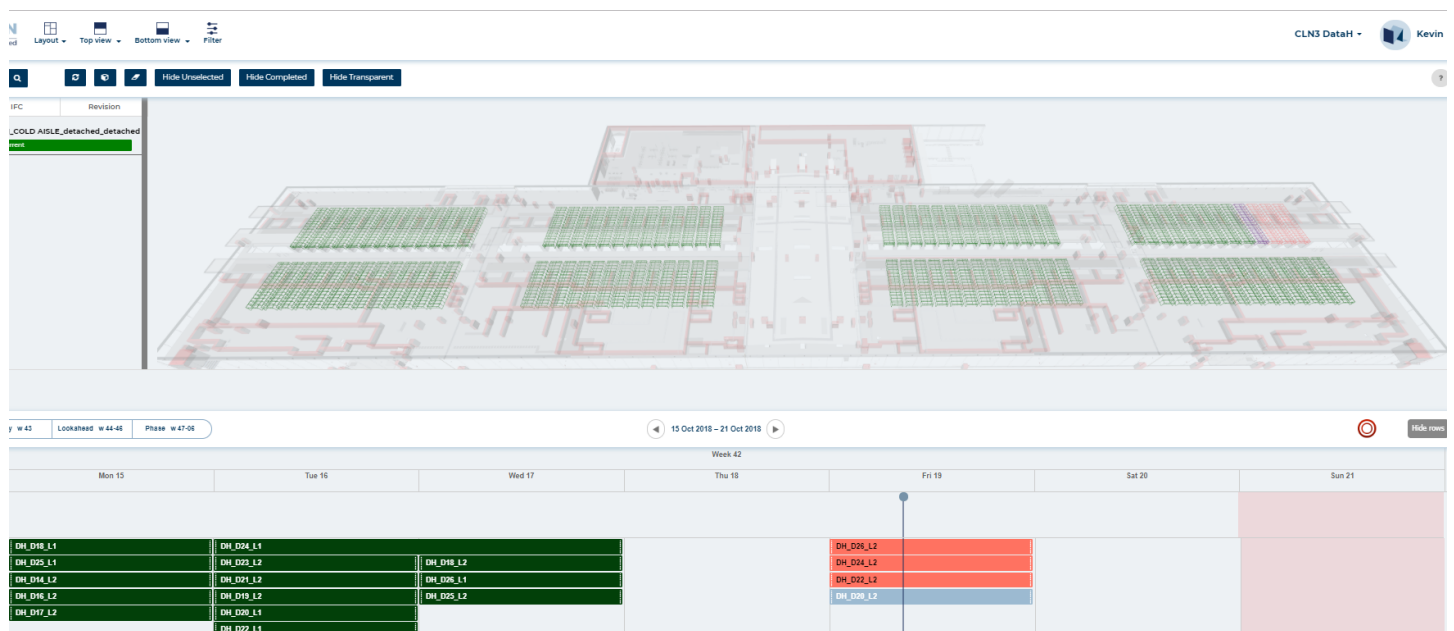 N
ed
Layout
Top view
Bottom view
Filter
CLN3 DataH
Kevin
Hide Unselected
Hide Completed
Hide Transparent
?
IFC
Revision
_COLD AISLE_detached_detached
rrent
y w 43
Lookahead w 44-46
Phase w 47-06
15 Oct 2018 – 21 Oct 2018
Hide rows
Week 42
Mon 15
Tue 16
Wed 17
Thu 18
Fri 19
Sat 20
Sun 21
DH_D18_L1
DH_D24_L1
DH_D26_L2
DH_D25_L1
DH_D23_L2
DH_D18_L2
DH_D24_L2
DH_D14_L2
DH_D21_L2
DH_D26_L1
DH_D22_L2
DH_D16_L2
DH_D19_L2
DH_D25_L2
DH_D20_L2
DH_D17_L2
DH_D20_L1
DH_D22_L1